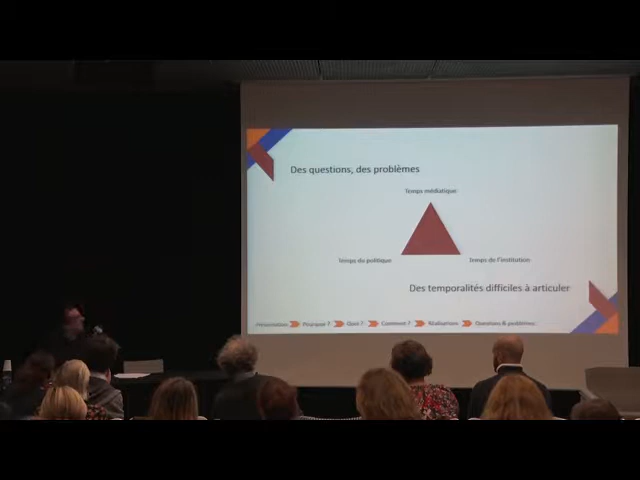 Des questions, des problèmes
Temps médiatique
Temps du politique
Temps de l'institution
Des temporalités difficiles à articuler
Présentation Pourquoi ? Quoi ? Comment ? Réalisations Questions & problèmes